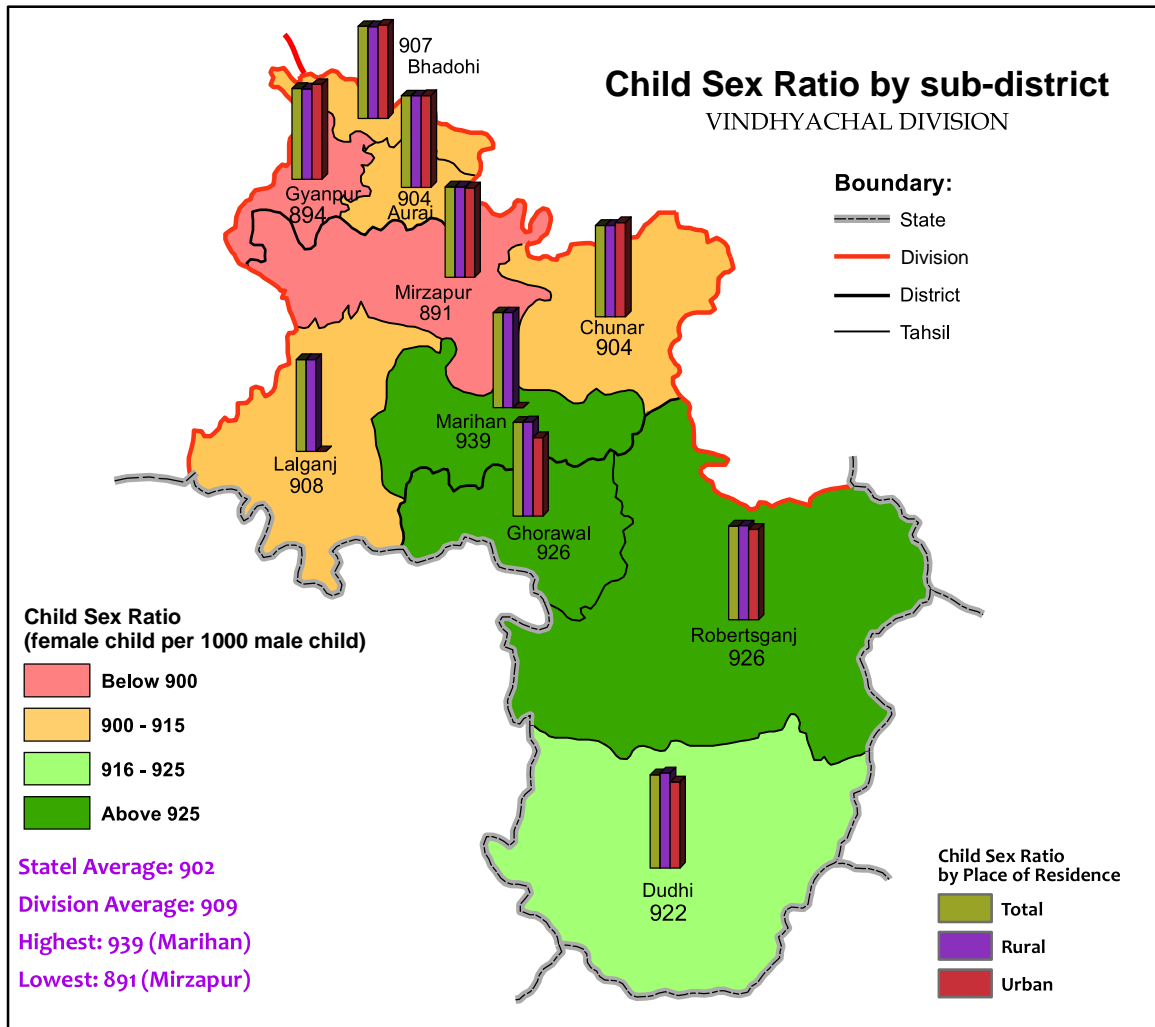 Child Sex Ratio by sub-district
VINDHYACHAL DIVISION
907
Bhadohi
Gyanpur
894
904
Aurai
Mirzapur
891
Chunar
904
Marihan
939
Lalganj
908
Ghorawal
926
Robertsganj
926
Dudhi
922
Boundary:
State
Division
District
Tahsil
Child Sex Ratio
(female child per 1000 male child)
Below 900
900 - 915
916 - 925
Above 925
Statel Average: 902
Division Average: 909
Highest: 939 (Marihan)
Lowest: 891 (Mirzapur)
Child Sex Ratio
by Place of Residence
Total
Rural
Urban